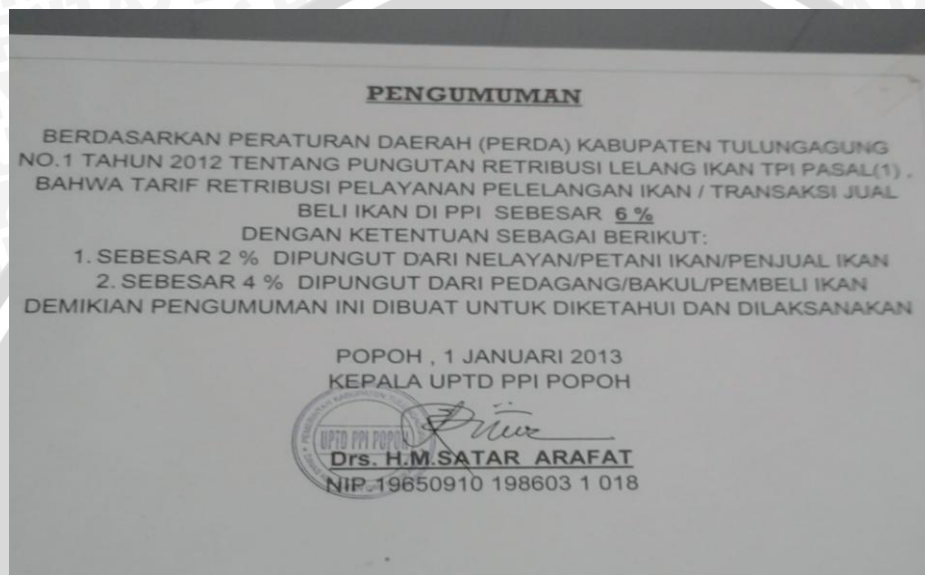 PENGUMUMAN
BERDASARKAN PERATURAN DAERAH (PERDA) KABUPATEN TULUNGAGUNG
NO.1 TAHUN 2012 TENTANG PUNGUTAN RETRIBUSI LELANG IKAN TPI PASAL(1) ,
BAHWA TARIF RETRIBUSI PELAYANAN PELELANGAN IKAN / TRANSAKSI JUAL
BELI IKAN DI PPI SEBESAR 6 %
DENGAN KETENTUAN SEBAGAI BERIKUT:
1. SEBESAR 2 % DIPUNGUT DARI NELAYAN/PETANI IKAN/PENJUAL IKAN
2. SEBESAR 4 % DIPUNGUT DARI PEDAGANG/BAKUL/PEMBELI IKAN
DEMIKIAN PENGUMUMAN INI DIBUAT UNTUK DIKETAHUI DAN DILAKSANAKAN
POPOH , 1 JANUARI 2013
KEPALA UPTD PPI POPOH
UPTD PPI POPOH
Drs. H.M.SATAR ARAFAT
NIP.19650910 198603 1 018